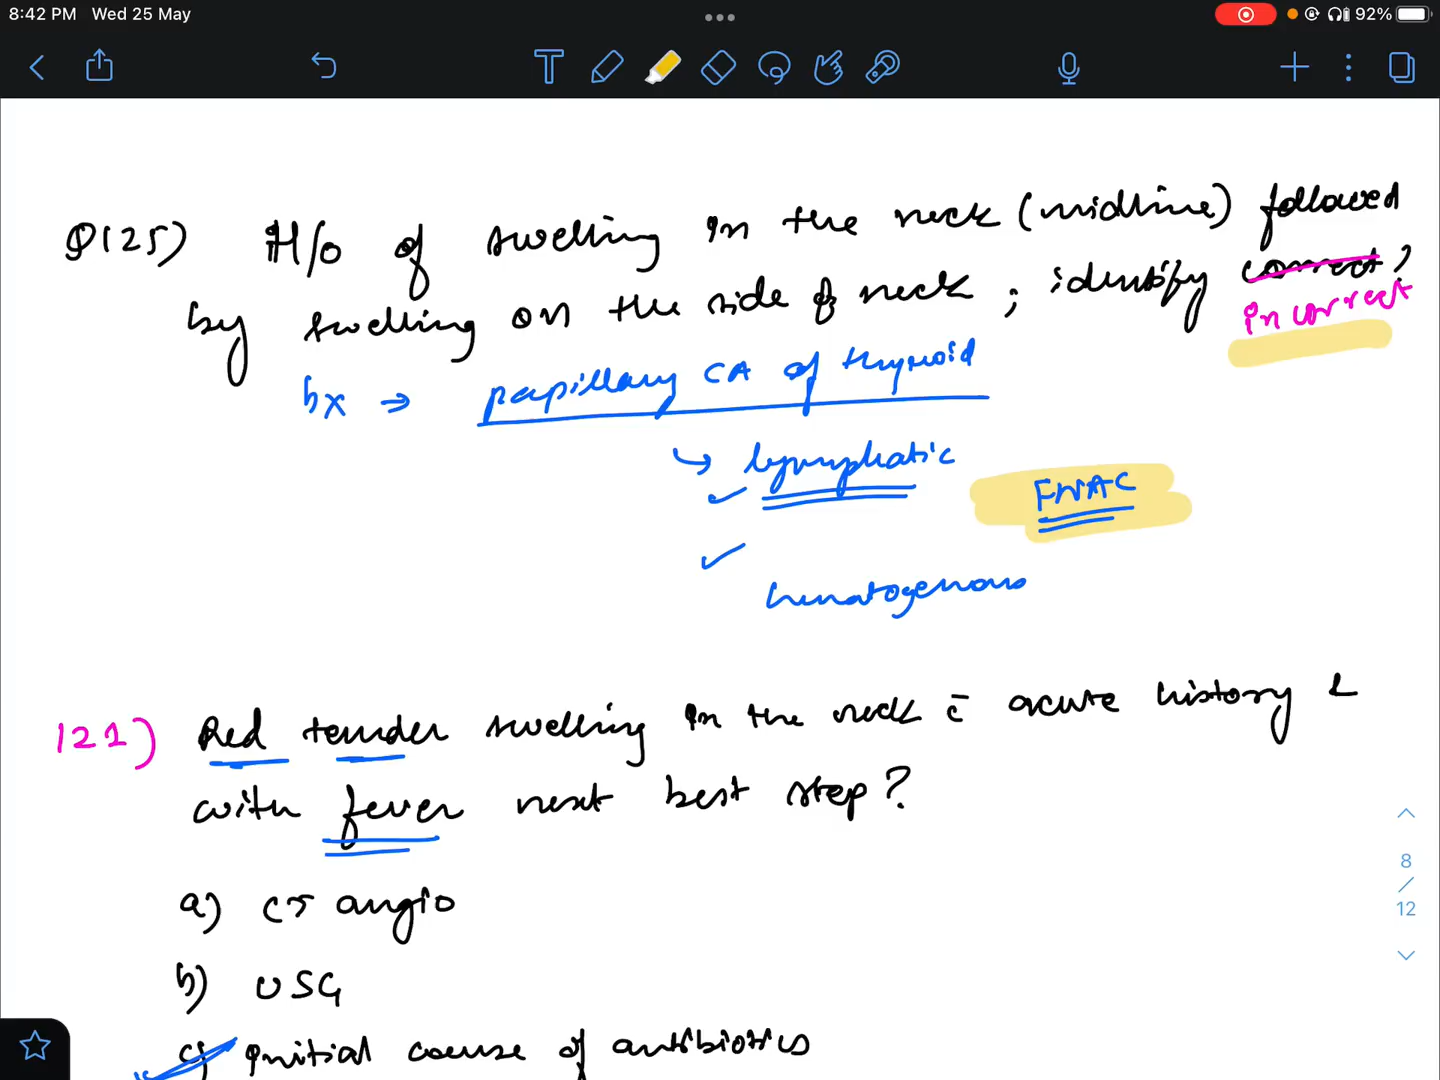 8:42 PM Wed 25 May
92%
Q125) H/o of swelling in the neck (midline) followed
by swelling on the side of neck ; identify correct?
incorrect
bx → papillary CA of thyroid
↳ lymphatic
FNAC
hematogenous
121) Red tender swelling in the neck c̄ acute history &
with fever next best step?
8
/
12
a) CT angio
b) USG
c) Initial course of antibiotics